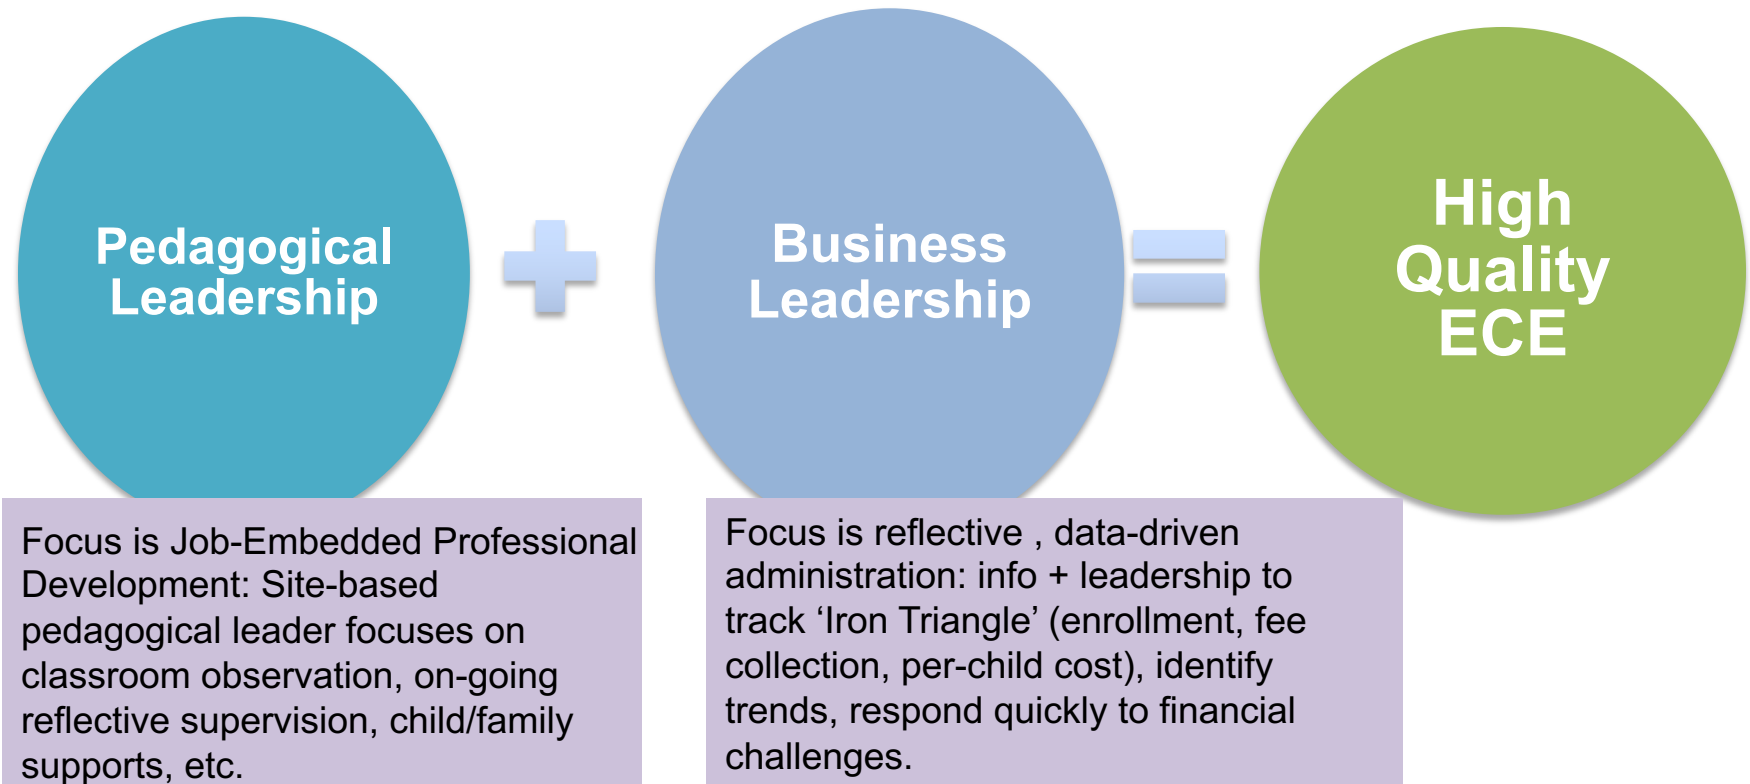 Pedagogical
Leadership
Business
Leadership
High
Quality
ECE
Focus is Job-Embedded Professional
Development: Site-based
pedagogical leader focuses on
classroom observation, on-going
reflective supervision, child/family
supports, etc.
Focus is reflective , data-driven
administration: info + leadership to
track ‘Iron Triangle’ (enrollment, fee
collection, per-child cost), identify
trends, respond quickly to financial
challenges.